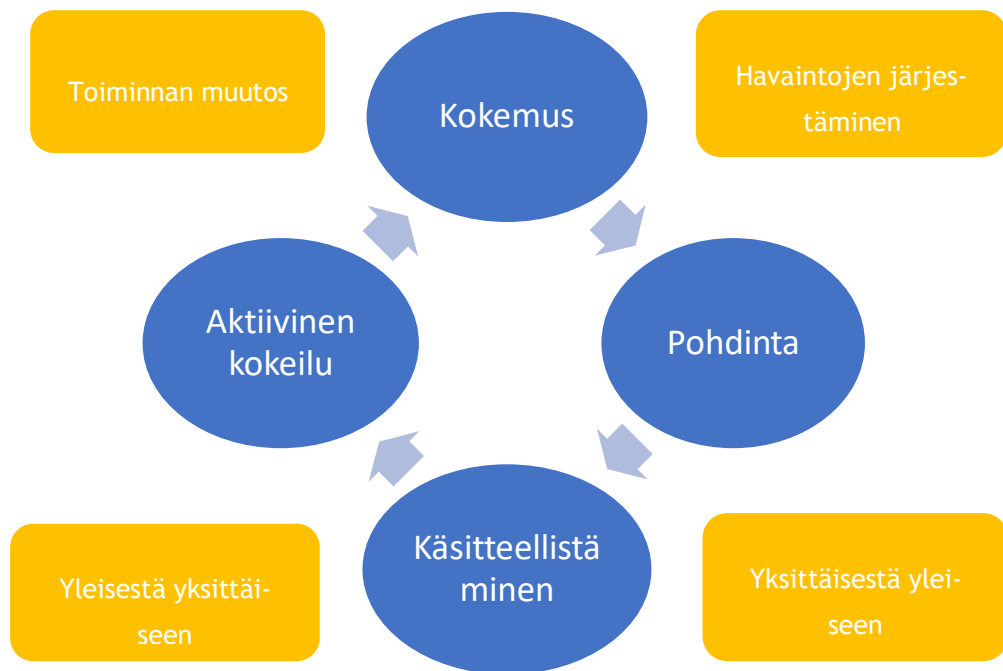 Toiminnan muutos
Kokemus
Havaintojen järjes-
täminen
Aktiivinen
kokeilu
Pohdinta
Yleisestä yksittäi-
seen
Käsitteellistä
minen
Yksittäisestä ylei-
seen